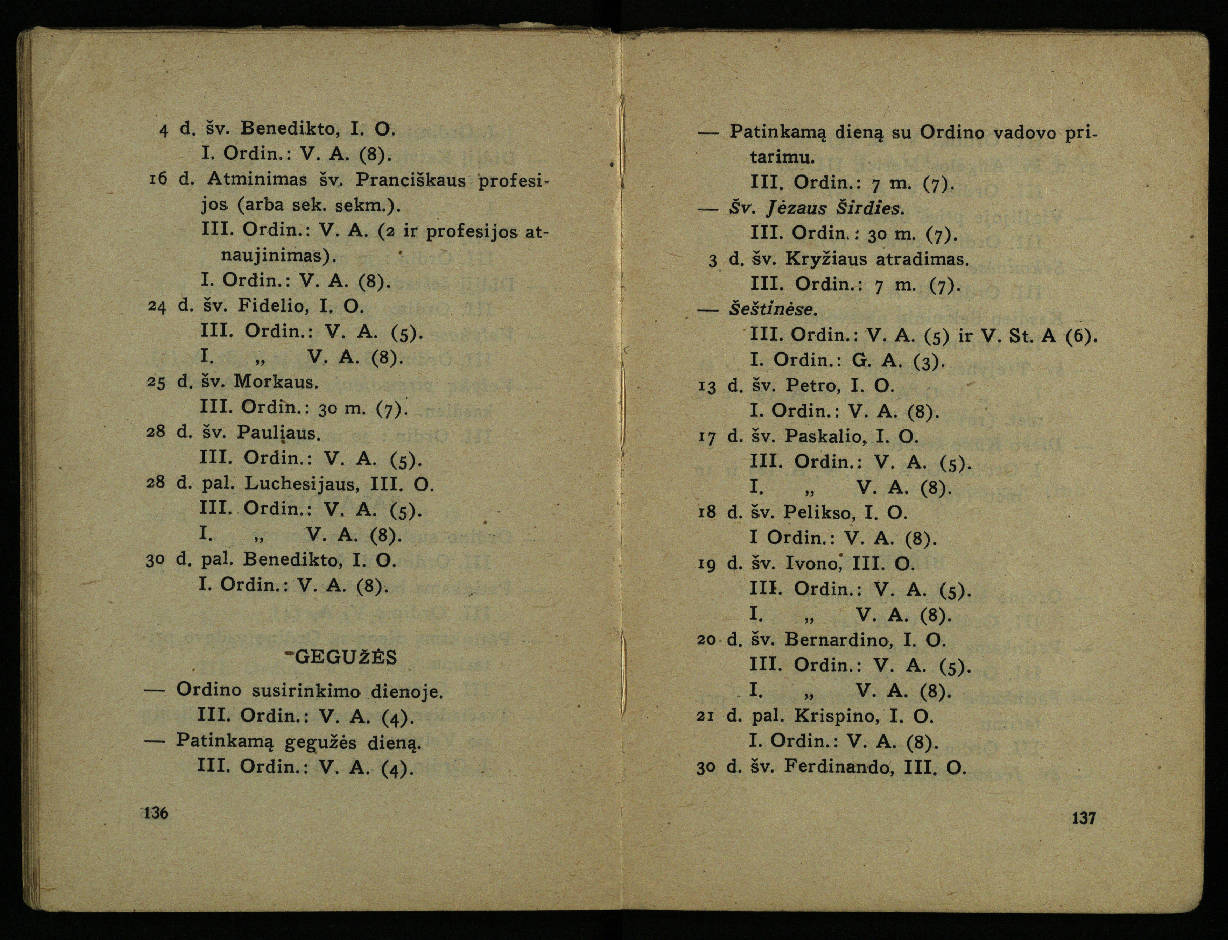 4 d. šv. Benedikto, I. O.
I. Ordin.: V. A. (8).
16 d. Atminimas šv. Pranciškaus profesi-
jos (arba sek. sekm.).
III. Ordin.: V. A. (2 ir profesijos at-
naujinimas).
I. Ordin.: V. A. (8).
24 d. šv. Fidelio, I. O.
III. Ordin.: V. A. (5).
I. „ V. A. (8).
25 d. šv. Morkaus.
III. Ordin.: 30 m. (7).
28 d. šv. Pauliaus.
III. Ordin.: V. A. (5).
28 d. pal. Luchesijaus, III. O.
III. Ordin.: V. A. (5).
I. „ V. A. (8).
30 d. pal. Benedikto, I. O.
I. Ordin.: V. A. (8).
GEGUŽĖS
— Ordino susirinkimo dienoje.
III. Ordin.: V. A. (4).
— Patinkamą gegužės dieną.
III. Ordin.: V. A. (4).
136
— Patinkamą dieną su Ordino vadovo pri-
tarimu.
III. Ordin.: 7 m. (7).
— Šv. Jėzaus Širdies.
III. Ordin.: 30 m. (7).
3 d. šv. Kryžiaus atradimas.
III. Ordin.: 7 m. (7).
— Šeštinėse.
III. Ordin.: V. A. (5) ir V. St. A (6).
I. Ordin.: G. A. (3).
13 d. šv. Petro, I. O.
I. Ordin.: V. A. (8).
17 d. šv. Paskalio, I. O.
III. Ordin.: V. A. (5).
I. „ V. A. (8).
18 d. šv. Pelikso, I. O.
I Ordin.: V. A. (8).
19 d. šv. Ivono, III. O.
III. Ordin.: V. A. (5).
I. „ V. A. (8).
20 d. šv. Bernardino, I. O.
III. Ordin.: V. A. (5).
I. „ V. A. (8).
21 d. pal. Krispino, I. O.
I. Ordin.: V. A. (8).
30 d. šv. Ferdinando, III. O.
137